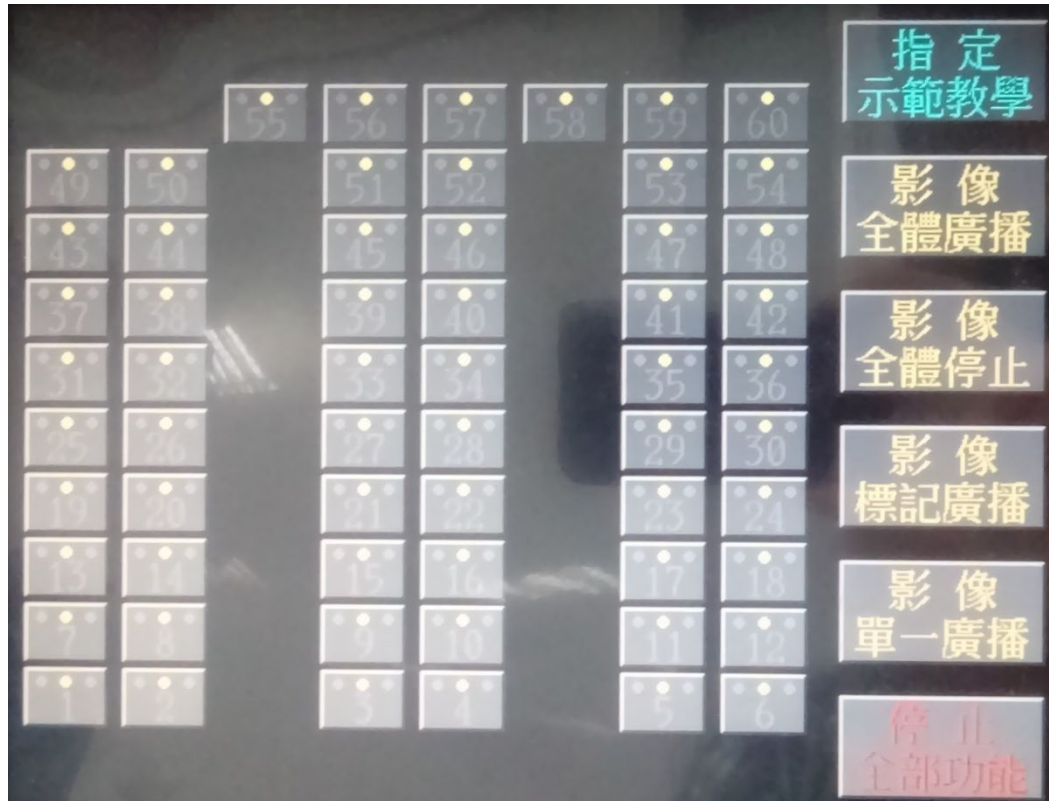 指 定
示範教學
55 56 57 58 59 60
49 50 51 52 53 54
影 像
全體廣播
43 44 45 46 47 48
37 38 39 40 41 42
影 像
全體停止
31 32 33 34 35 36
25 26 27 28 29 30
影 像
標記廣播
19 20 21 22 23 24
13 14 15 16 17 18
影 像
單一廣播
7 8 9 10 11 12
1 2 3 4 5 6
停 止
全部功能